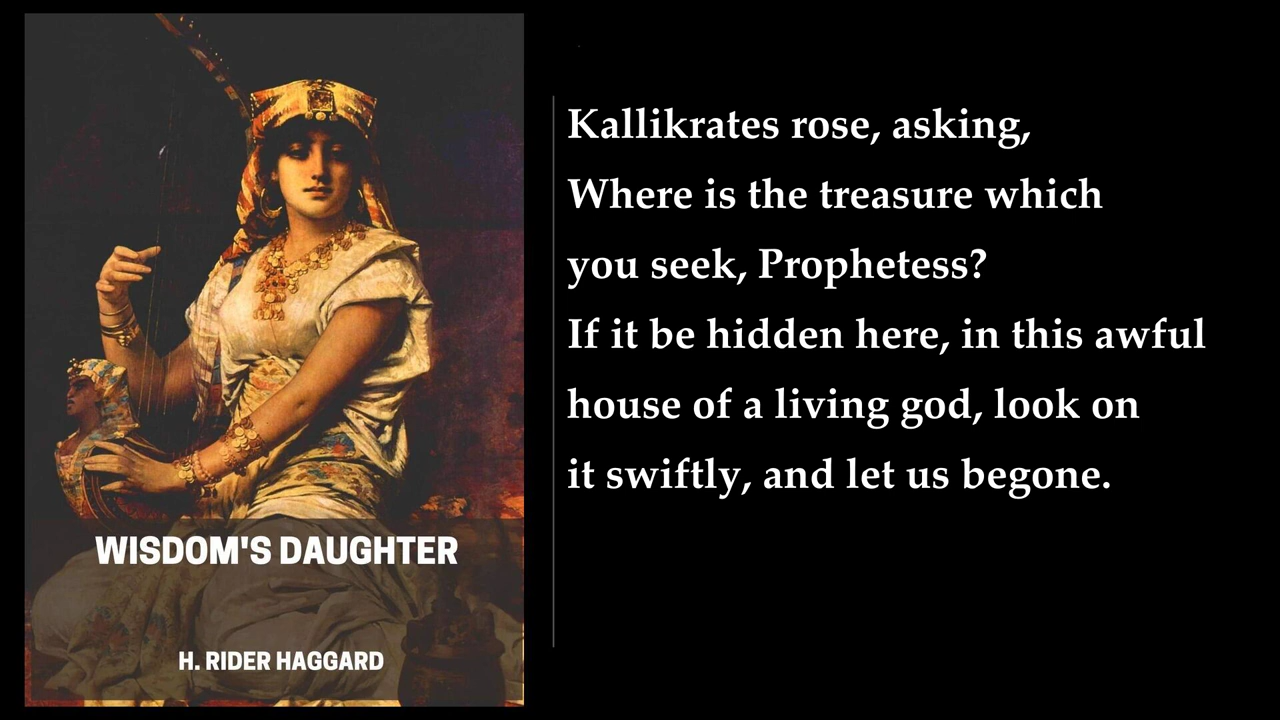 WISDOM'S DAUGHTER
H. RIDER HAGGARD
Kallikrates rose, asking,
Where is the treasure which
you seek, Prophetess?
If it be hidden here, in this awful
house of a living god, look on
it swiftly, and let us begone.